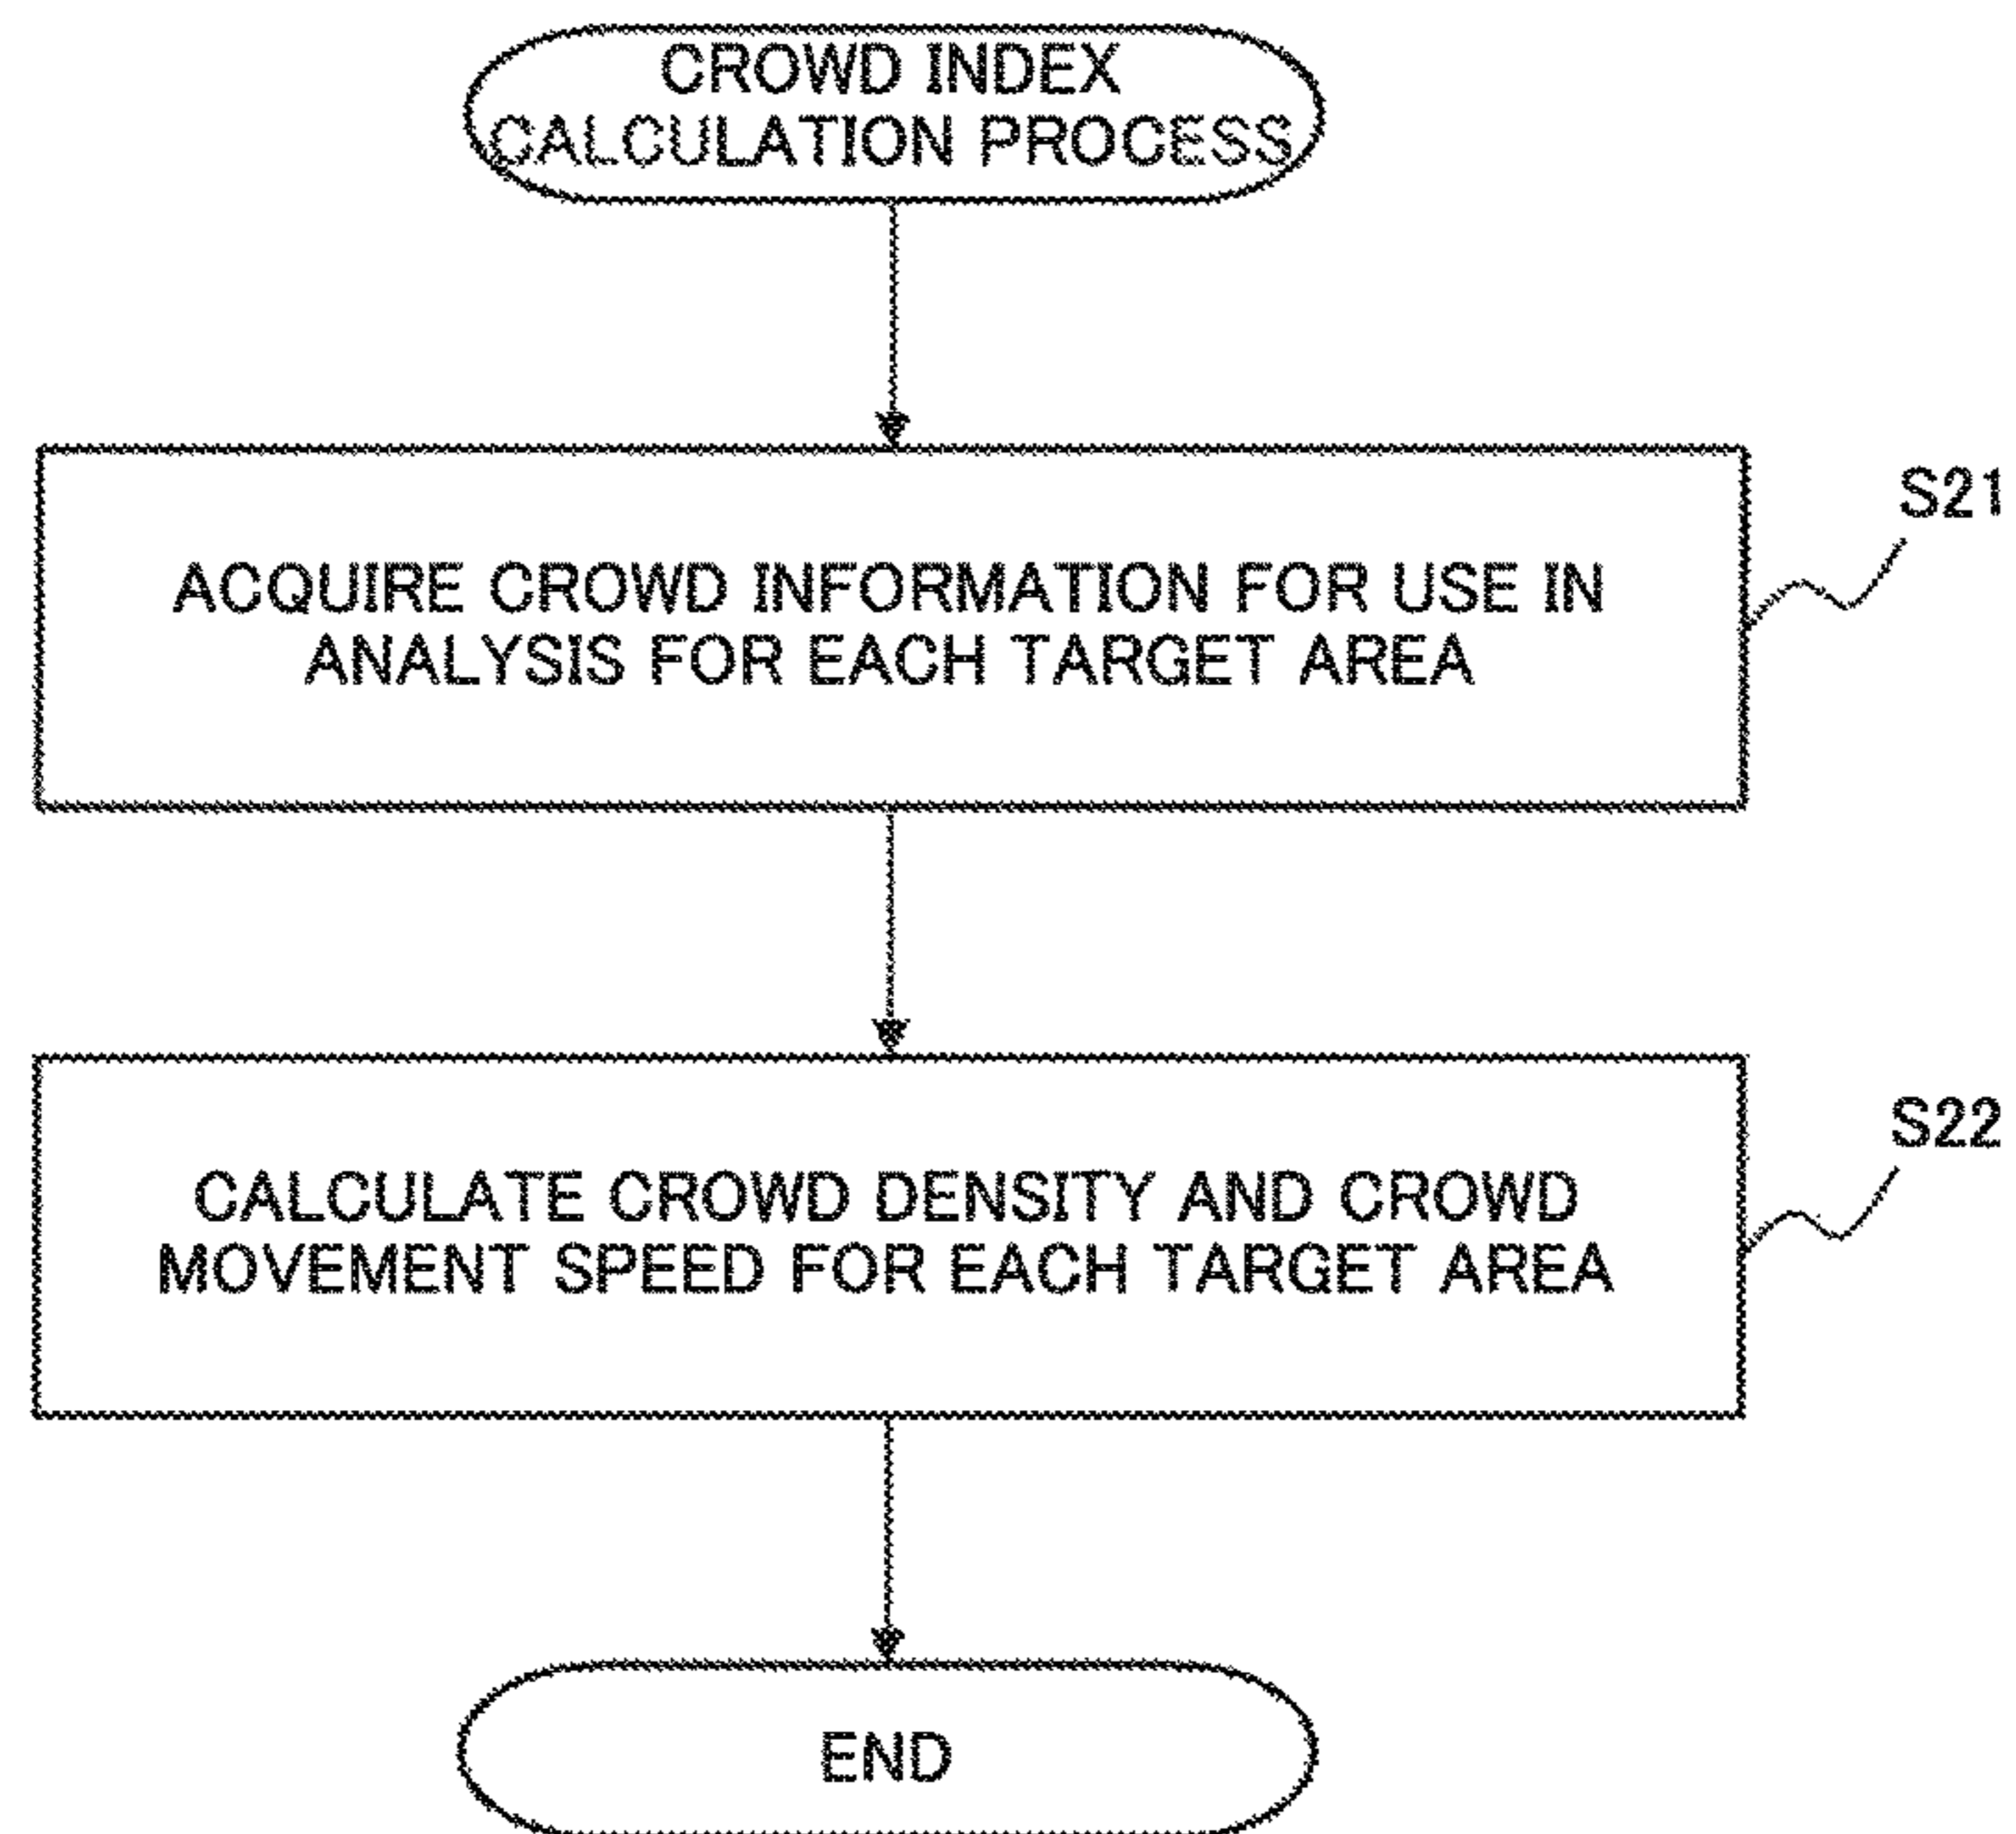 CROWD INDEX
CALCULATION PROCESS
S21
ACQUIRE CROWD INFORMATION FOR USE IN
ANALYSIS FOR EACH TARGET AREA
S22
CALCULATE CROWD DENSITY AND CROWD
MOVEMENT SPEED FOR EACH TARGET AREA
END